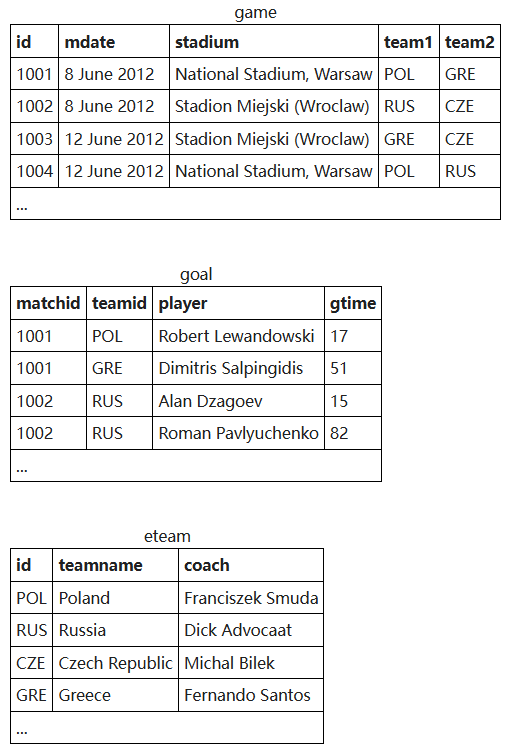 game
id mdate stadium team1 team2
1001 8 June 2012 National Stadium, Warsaw POL GRE
1002 8 June 2012 Stadion Miejski (Wroclaw) RUS CZE
1003 12 June 2012 Stadion Miejski (Wroclaw) GRE CZE
1004 12 June 2012 National Stadium, Warsaw POL RUS
...
goal
matchid teamid player gtime
1001 POL Robert Lewandowski 17
1001 GRE Dimitris Salpingidis 51
1002 RUS Alan Dzagoev 15
1002 RUS Roman Pavlyuchenko 82
...
eteam
id teamname coach
POL Poland Franciszek Smuda
RUS Russia Dick Advocaat
CZE Czech Republic Michal Bilek
GRE Greece Fernando Santos
...